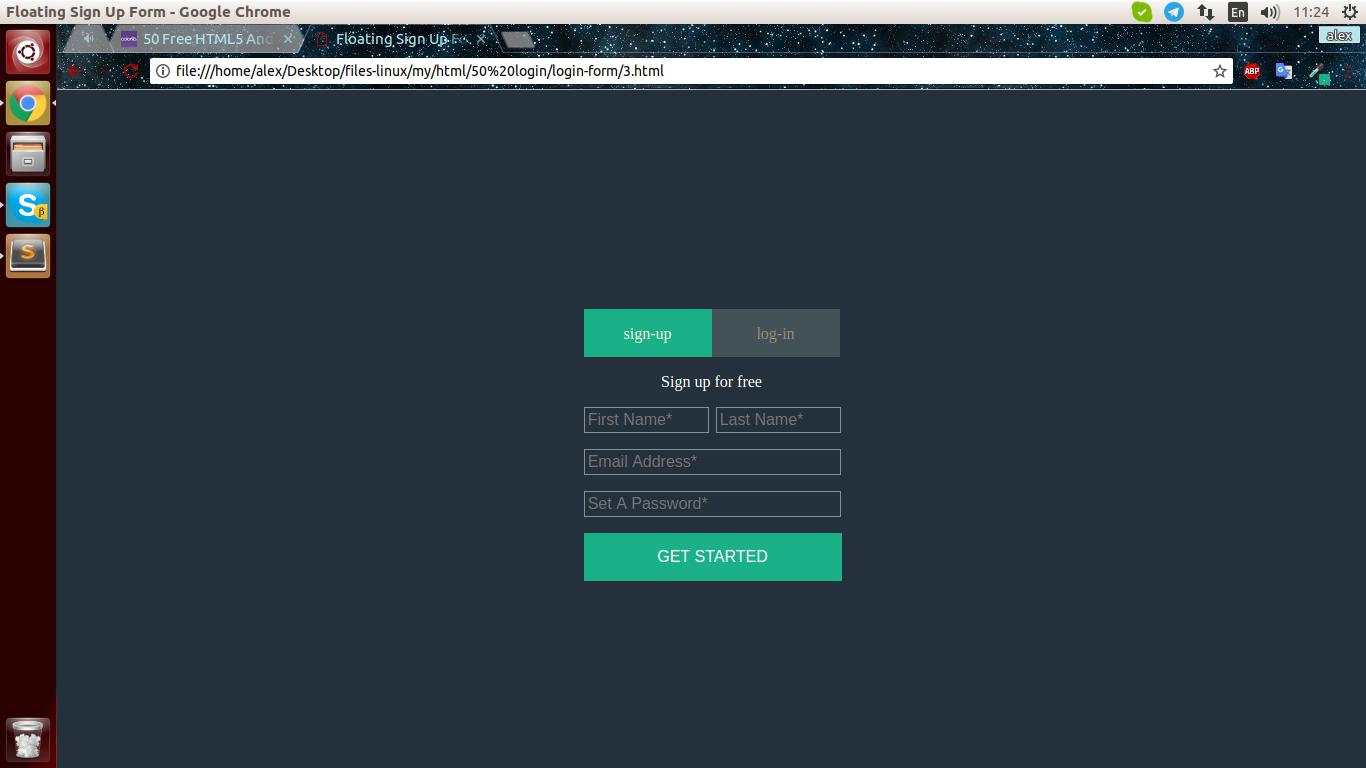 Floating Sign Up Form - Google Chrome
En
11:24
50 Free HTML5 And
Floating Sign Up F
alex
file:///home/alex/Desktop/files-linux/my/html/50%20login/login-form/3.html
ABP
S
β
S
sign-up
log-in
Sign up for free
First Name*
Last Name*
Email Address*
Set A Password*
GET STARTED